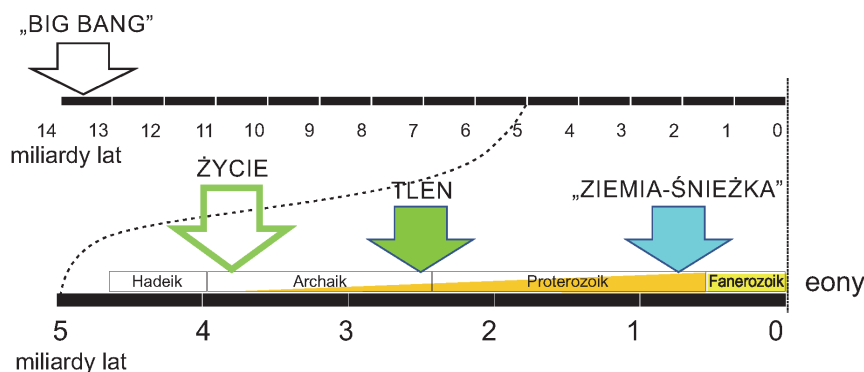 „BIG BANG”
14 13 12 11 10 9 8 7 6 5 4 3 2 1 0
miliardy lat
ŻYCIE
TLEN
„ZIEMIA-ŚNIEŻKA”
Hadeik Archaik Proterozoik Fanerozoik eony
5 4 3 2 1 0
miliardy lat